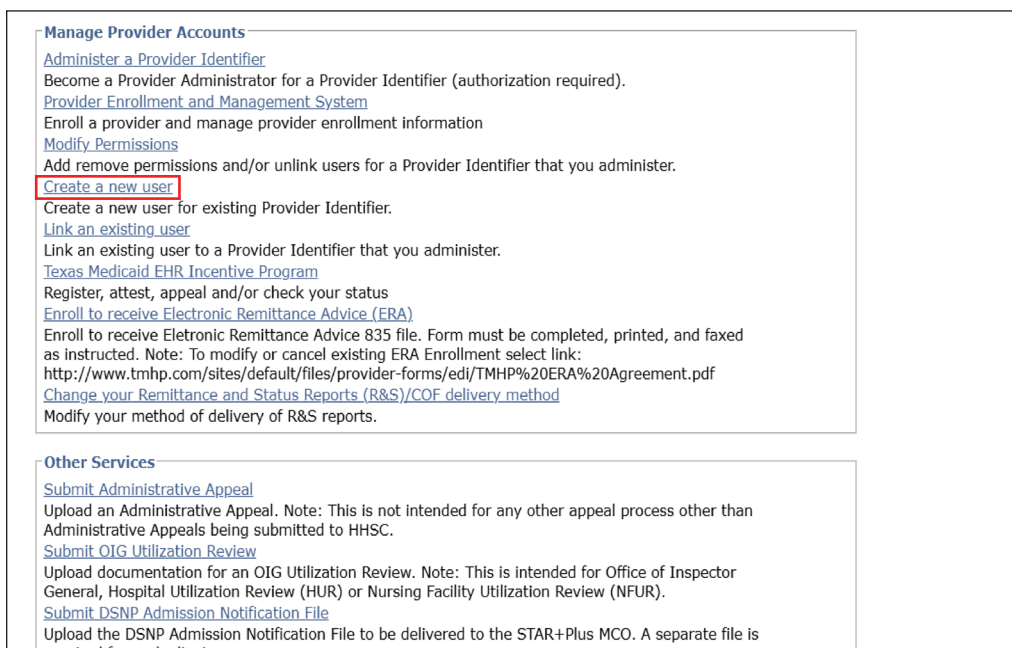 Manage Provider Accounts
Administer a Provider Identifier
Become a Provider Administrator for a Provider Identifier (authorization required).
Provider Enrollment and Management System
Enroll a provider and manage provider enrollment information
Modify Permissions
Add remove permissions and/or unlink users for a Provider Identifier that you administer.
Create a new user
Create a new user for existing Provider Identifier.
Link an existing user
Link an existing user to a Provider Identifier that you administer.
Texas Medicaid EHR Incentive Program
Register, attest, appeal and/or check your status
Enroll to receive Electronic Remittance Advice (ERA)
Enroll to receive Eletronic Remittance Advice 835 file. Form must be completed, printed, and faxed
as instructed. Note: To modify or cancel existing ERA Enrollment select link:
http://www.tmhp.com/sites/default/files/provider-forms/edi/TMHP%20ERA%20Agreement.pdf
Change your Remittance and Status Reports (R&S)/COF delivery method
Modify your method of delivery of R&S reports.
Other Services
Submit Administrative Appeal
Upload an Administrative Appeal. Note: This is not intended for any other appeal process other than
Administrative Appeals being submitted to HHSC.
Submit OIG Utilization Review
Upload documentation for an OIG Utilization Review. Note: This is intended for Office of Inspector
General, Hospital Utilization Review (HUR) or Nursing Facility Utilization Review (NFUR).
Submit DSNP Admission Notification File
Upload the DSNP Admission Notification File to be delivered to the STAR+Plus MCO. A separate file is